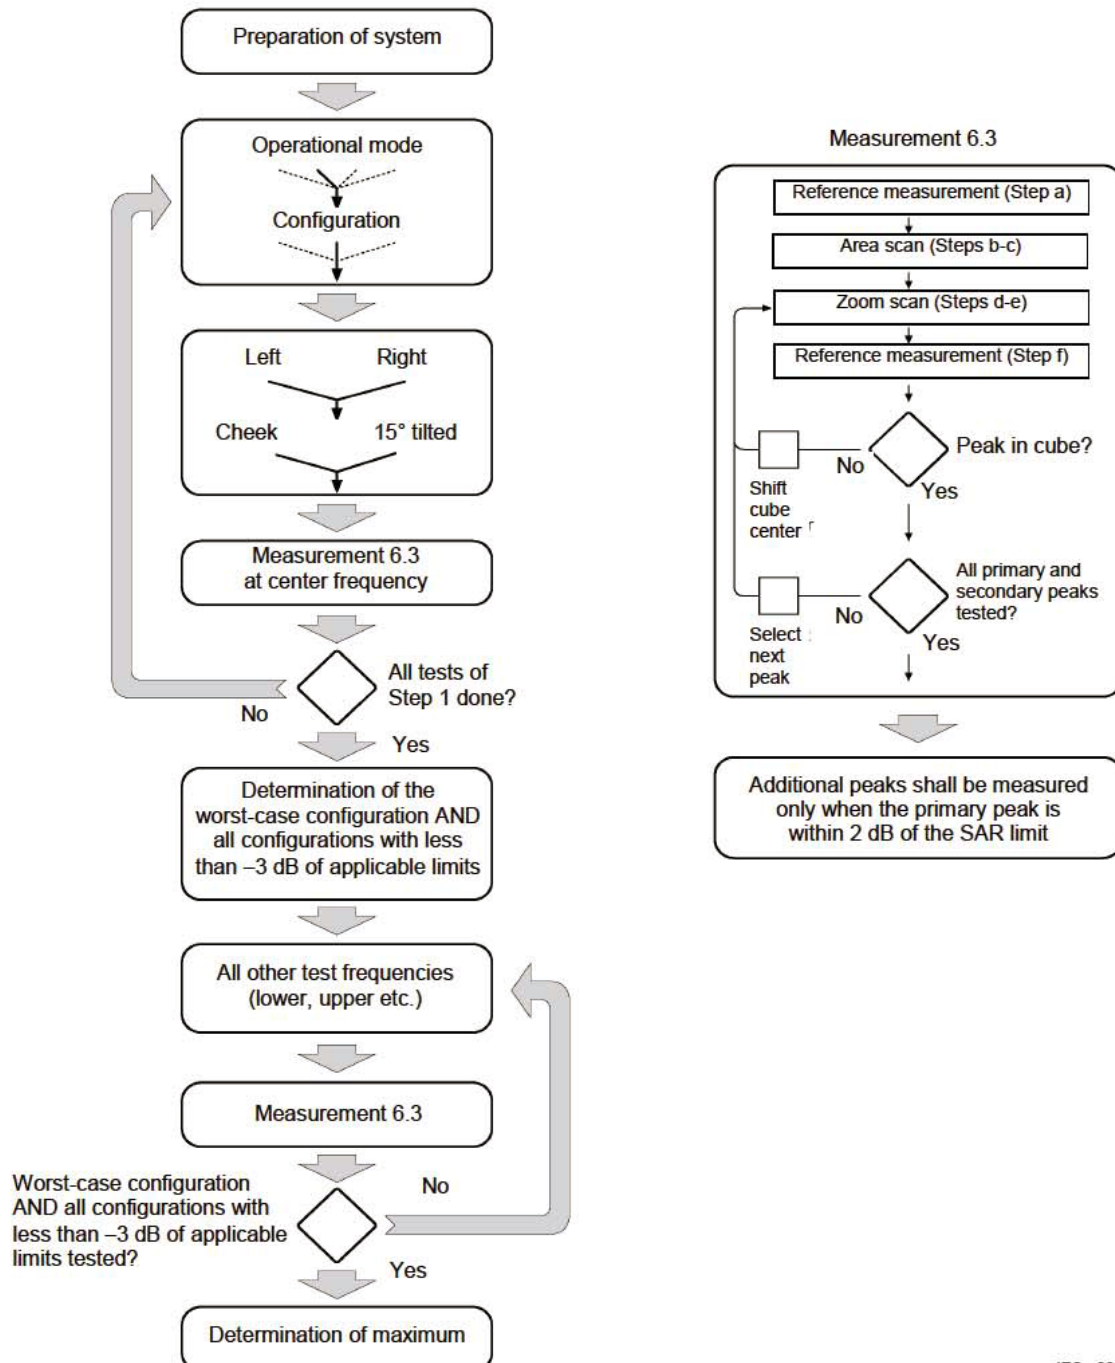 Preparation of system
Operational mode
Configuration
Left
Right
Cheek
15° tilted
Measurement 6.3
at center frequency
All tests of
Step 1 done?
No
Yes
Determination of the
worst-case configuration AND
all configurations with less
than –3 dB of applicable limits
All other test frequencies
(lower, upper etc.)
Measurement 6.3
Worst-case configuration
AND all configurations with
less than –3 dB of applicable
limits tested?
No
Yes
Determination of maximum
Measurement 6.3
Reference measurement (Step a)
Area scan (Steps b-c)
Zoom scan (Steps d-e)
Reference measurement (Step f)
Peak in cube?
No
Yes
Shift
cube
center
All primary and
secondary peaks
tested?
No
Yes
Select
next
peak
Additional peaks shall be measured
only when the primary peak is
within 2 dB of the SAR limit